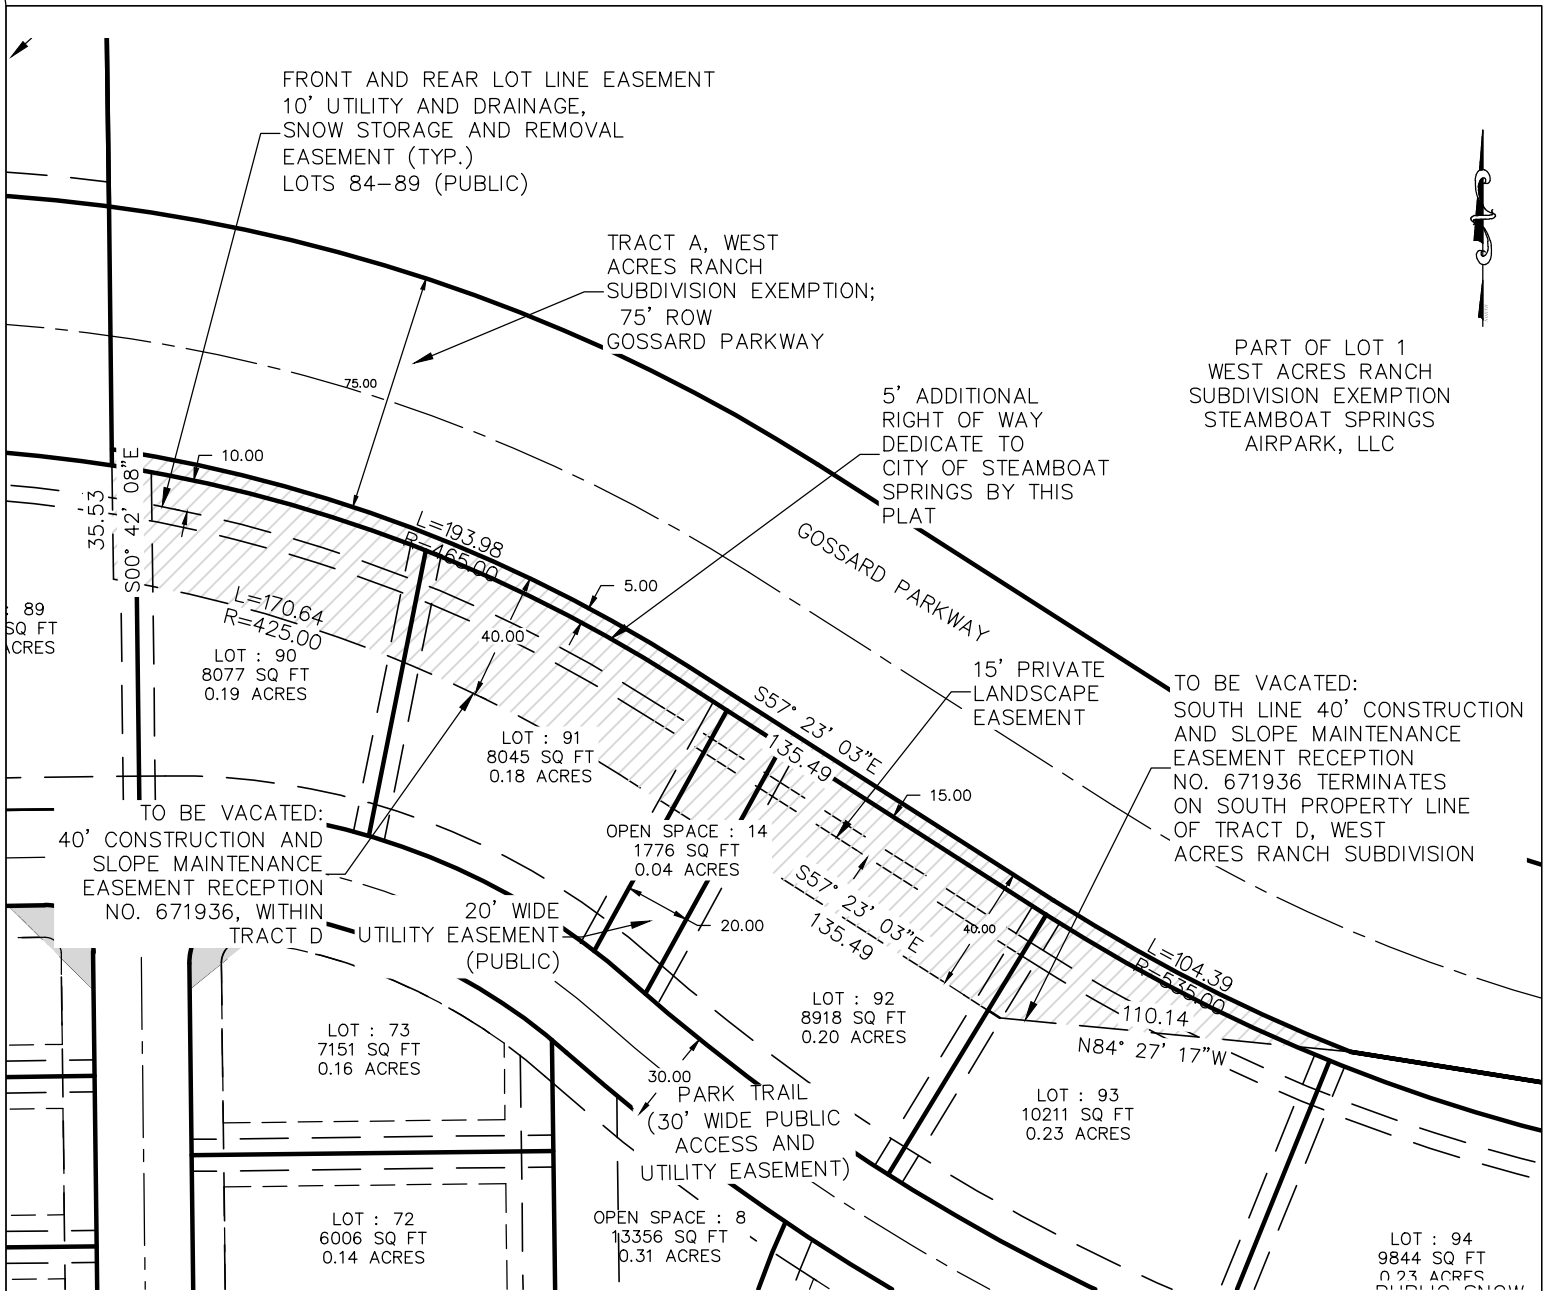 FRONT AND REAR LOT LINE EASEMENT
10' UTILITY AND DRAINAGE,
SNOW STORAGE AND REMOVAL
EASEMENT (TYP.)
LOTS 84-89 (PUBLIC)
TRACT A, WEST
ACRES RANCH
SUBDIVISION EXEMPTION;
75' ROW
GOSSARD PARKWAY
PART OF LOT 1
WEST ACRES RANCH
SUBDIVISION EXEMPTION
STEAMBOAT SPRINGS
AIRPARK, LLC
75.00
5' ADDITIONAL
RIGHT OF WAY
DEDICATE TO
CITY OF STEAMBOAT
SPRINGS BY THIS
PLAT
10.00
35.53
S00° 42' 08"E
L=193.98
R=465.00
GOSSARD PARKWAY
5.00
L=170.64
R=425.00
40.00
: 89
SQ FT
ACRES
LOT : 90
8077 SQ FT
0.19 ACRES
15' PRIVATE
LANDSCAPE
EASEMENT
TO BE VACATED:
SOUTH LINE 40' CONSTRUCTION
AND SLOPE MAINTENANCE
EASEMENT RECEPTION
NO. 671936 TERMINATES
ON SOUTH PROPERTY LINE
OF TRACT D, WEST
ACRES RANCH SUBDIVISION
S57° 23' 03"E
135.49
LOT : 91
8045 SQ FT
0.18 ACRES
15.00
TO BE VACATED:
40' CONSTRUCTION AND
SLOPE MAINTENANCE
EASEMENT RECEPTION
NO. 671936, WITHIN
TRACT D
OPEN SPACE : 14
1776 SQ FT
0.04 ACRES
S57° 23' 03"E
135.49
20' WIDE
UTILITY EASEMENT
(PUBLIC)
20.00
40.00
L=104.39
R=535.00
110.14
N84° 27' 17"W
LOT : 92
8918 SQ FT
0.20 ACRES
LOT : 73
7151 SQ FT
0.16 ACRES
30.00
PARK TRAIL
(30' WIDE PUBLIC
ACCESS AND
UTILITY EASEMENT)
LOT : 93
10211 SQ FT
0.23 ACRES
LOT : 72
6006 SQ FT
0.14 ACRES
OPEN SPACE : 8
13356 SQ FT
0.31 ACRES
LOT : 94
9844 SQ FT
0.23 ACRES
PUBLIC SNOW